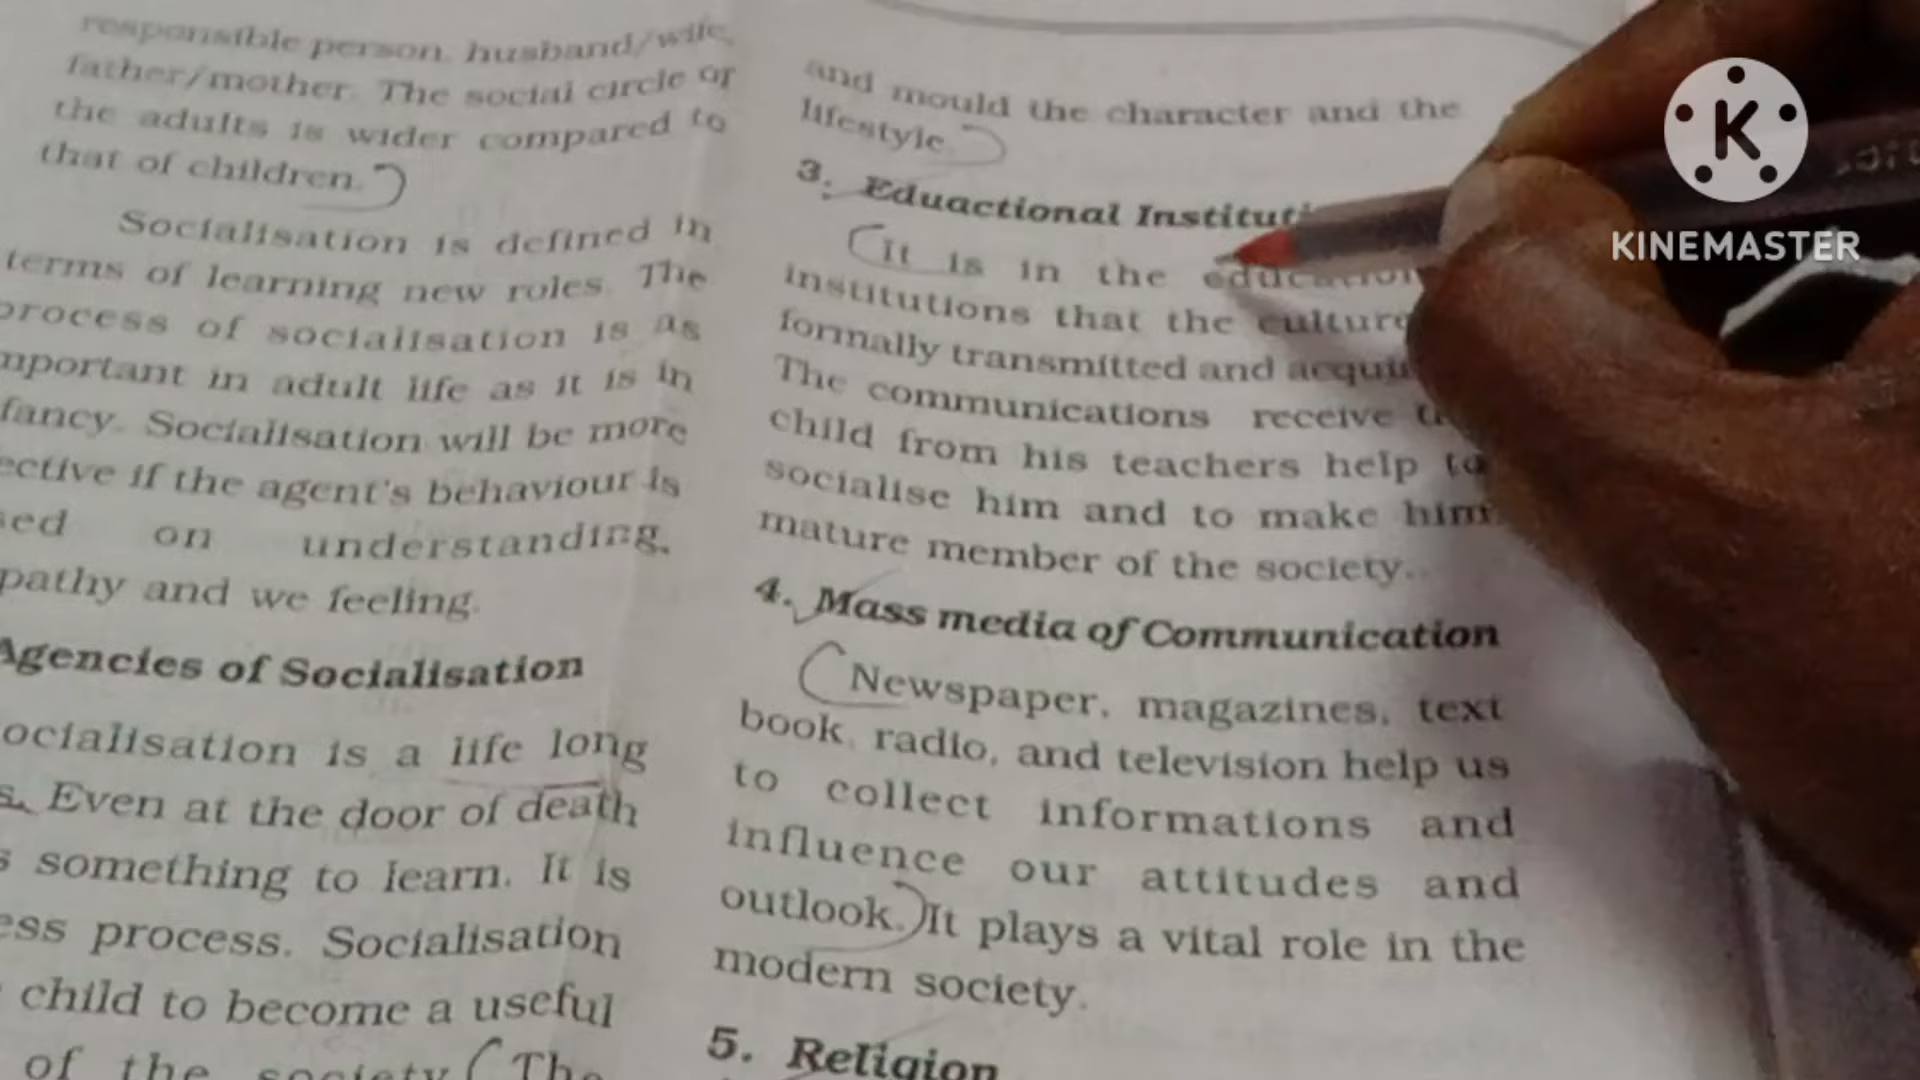 responsible person, husband/wife,
father/mother. The social circle of
the adults is wider compared to
that of children.
Socialisation is defined in
terms of learning new roles. The
process of socialisation is as
mportant in adult life as it is in
fancy. Socialisation will be more
ective if the agent's behaviour is
sed on understanding,
pathy and we feeling.
Agencies of Socialisation
ocialisation is a life long
s. Even at the door of death
s something to learn. It is
ess process. Socialisation
child to become a useful
of the society. The
and mould the character and the
lifestyle.
3. Eduactional Instituti
It is in the education
institutions that the culture
formally transmitted and acqui
The communications receive
child from his teachers help to
socialise him and to make him
mature member of the society.
4. Mass media of Communication
Newspaper, magazines, text
book, radio, and television help us
to collect informations and
influence our attitudes and
outlook. It plays a vital role in the
modern society.
5. Religion
K
KINEMASTER